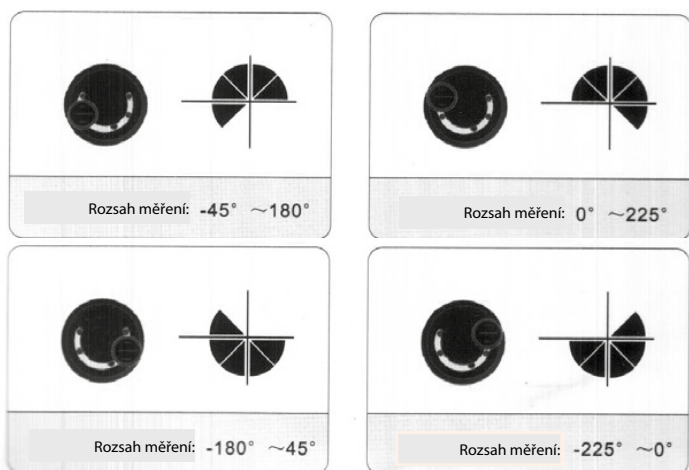 Rozsah měření: -45° ~180°
Rozsah měření: 0° ~225°
Rozsah měření: -180° ~45°
Rozsah měření: -225° ~0°